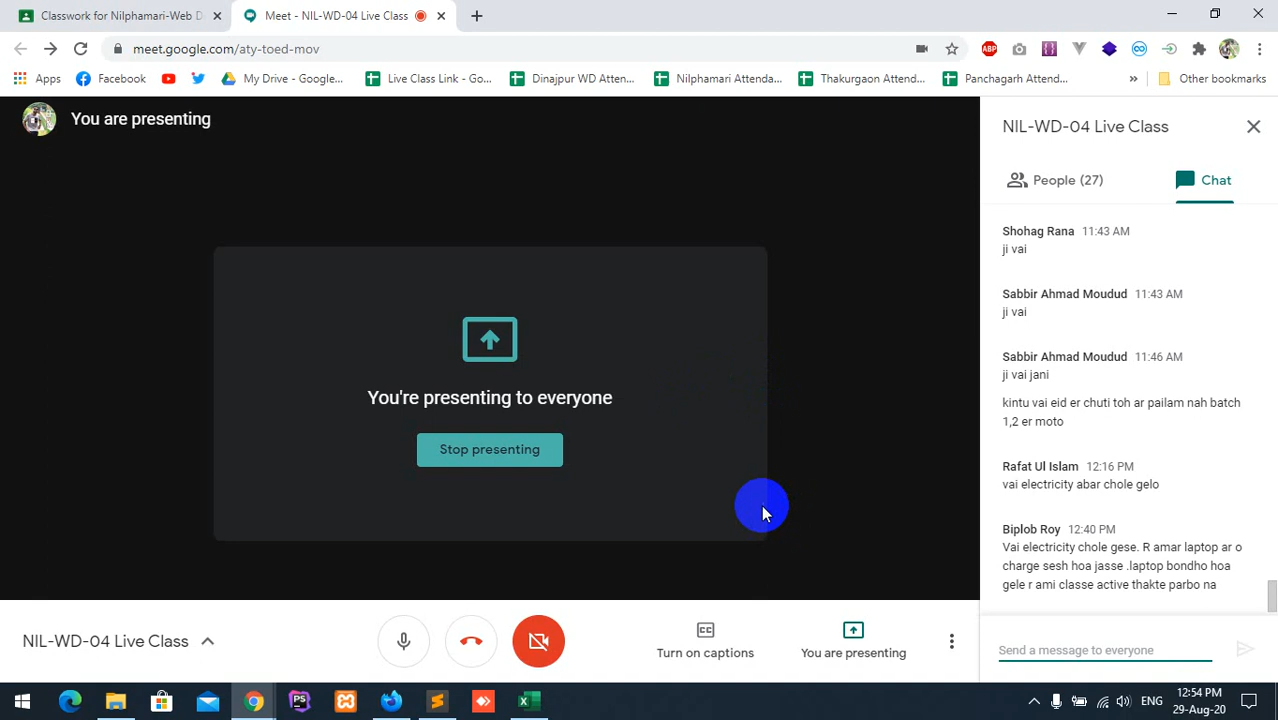 Classwork for Nilphamari-Web D
Meet - NIL-WD-04 Live Class
meet.google.com/aty-toed-mov
ABP
Apps
Facebook
My Drive - Google...
Live Class Link - Go...
Dinajpur WD Atten...
Nilphamari Attenda...
Thakurgaon Attend...
Panchagarh Attend...
»
Other bookmarks
You are presenting
NIL-WD-04 Live Class
People (27)
Chat
Shohag Rana 11:43 AM
ji vai
Sabbir Ahmad Moudud 11:43 AM
ji vai
Sabbir Ahmad Moudud 11:46 AM
ji vai jani
kintu vai eid er chuti toh ar pailam nah batch
1,2 er moto
Rafat Ul Islam 12:16 PM
vai electricity abar chole gelo
Biplob Roy 12:40 PM
Vai electricity chole gese. R amar laptop ar o
charge sesh hoa jasse .laptop bondho hoa
gele r ami classe active thakte parbo na
You're presenting to everyone
Stop presenting
NIL-WD-04 Live Class
Turn on captions
You are presenting
Send a message to everyone
PS
ENG
12:54 PM
29-Aug-20